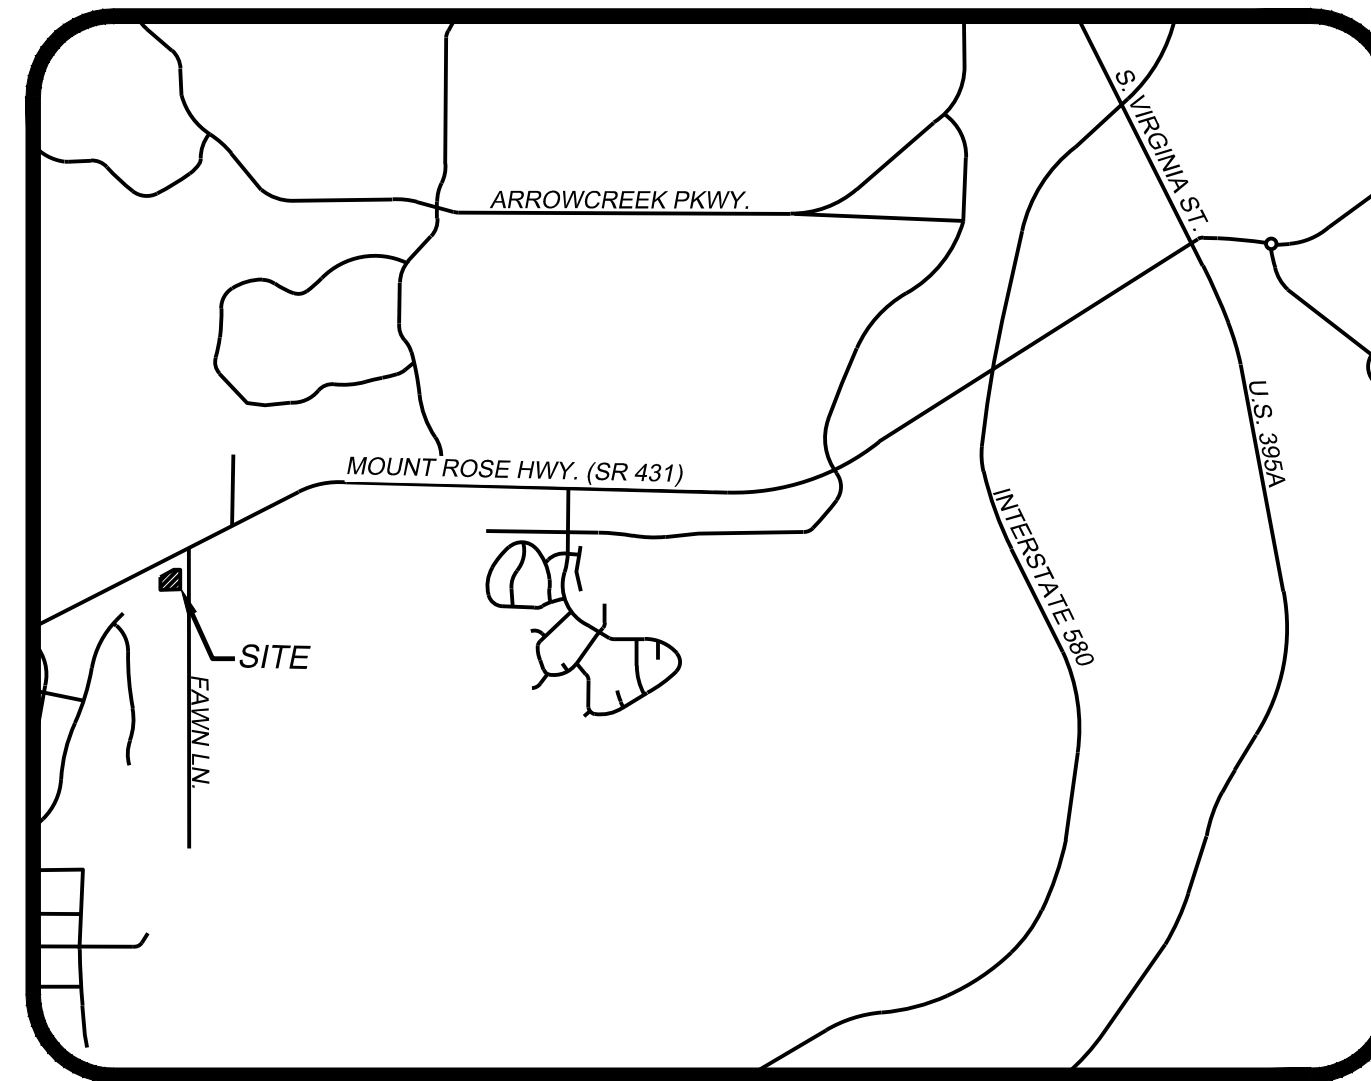 S. VIRGINIA ST.
ARROWCREEK PKWY.
U.S. 395A
MOUNT ROSE HWY. (SR 431)
INTERSTATE 580
SITE
FAWN LN.